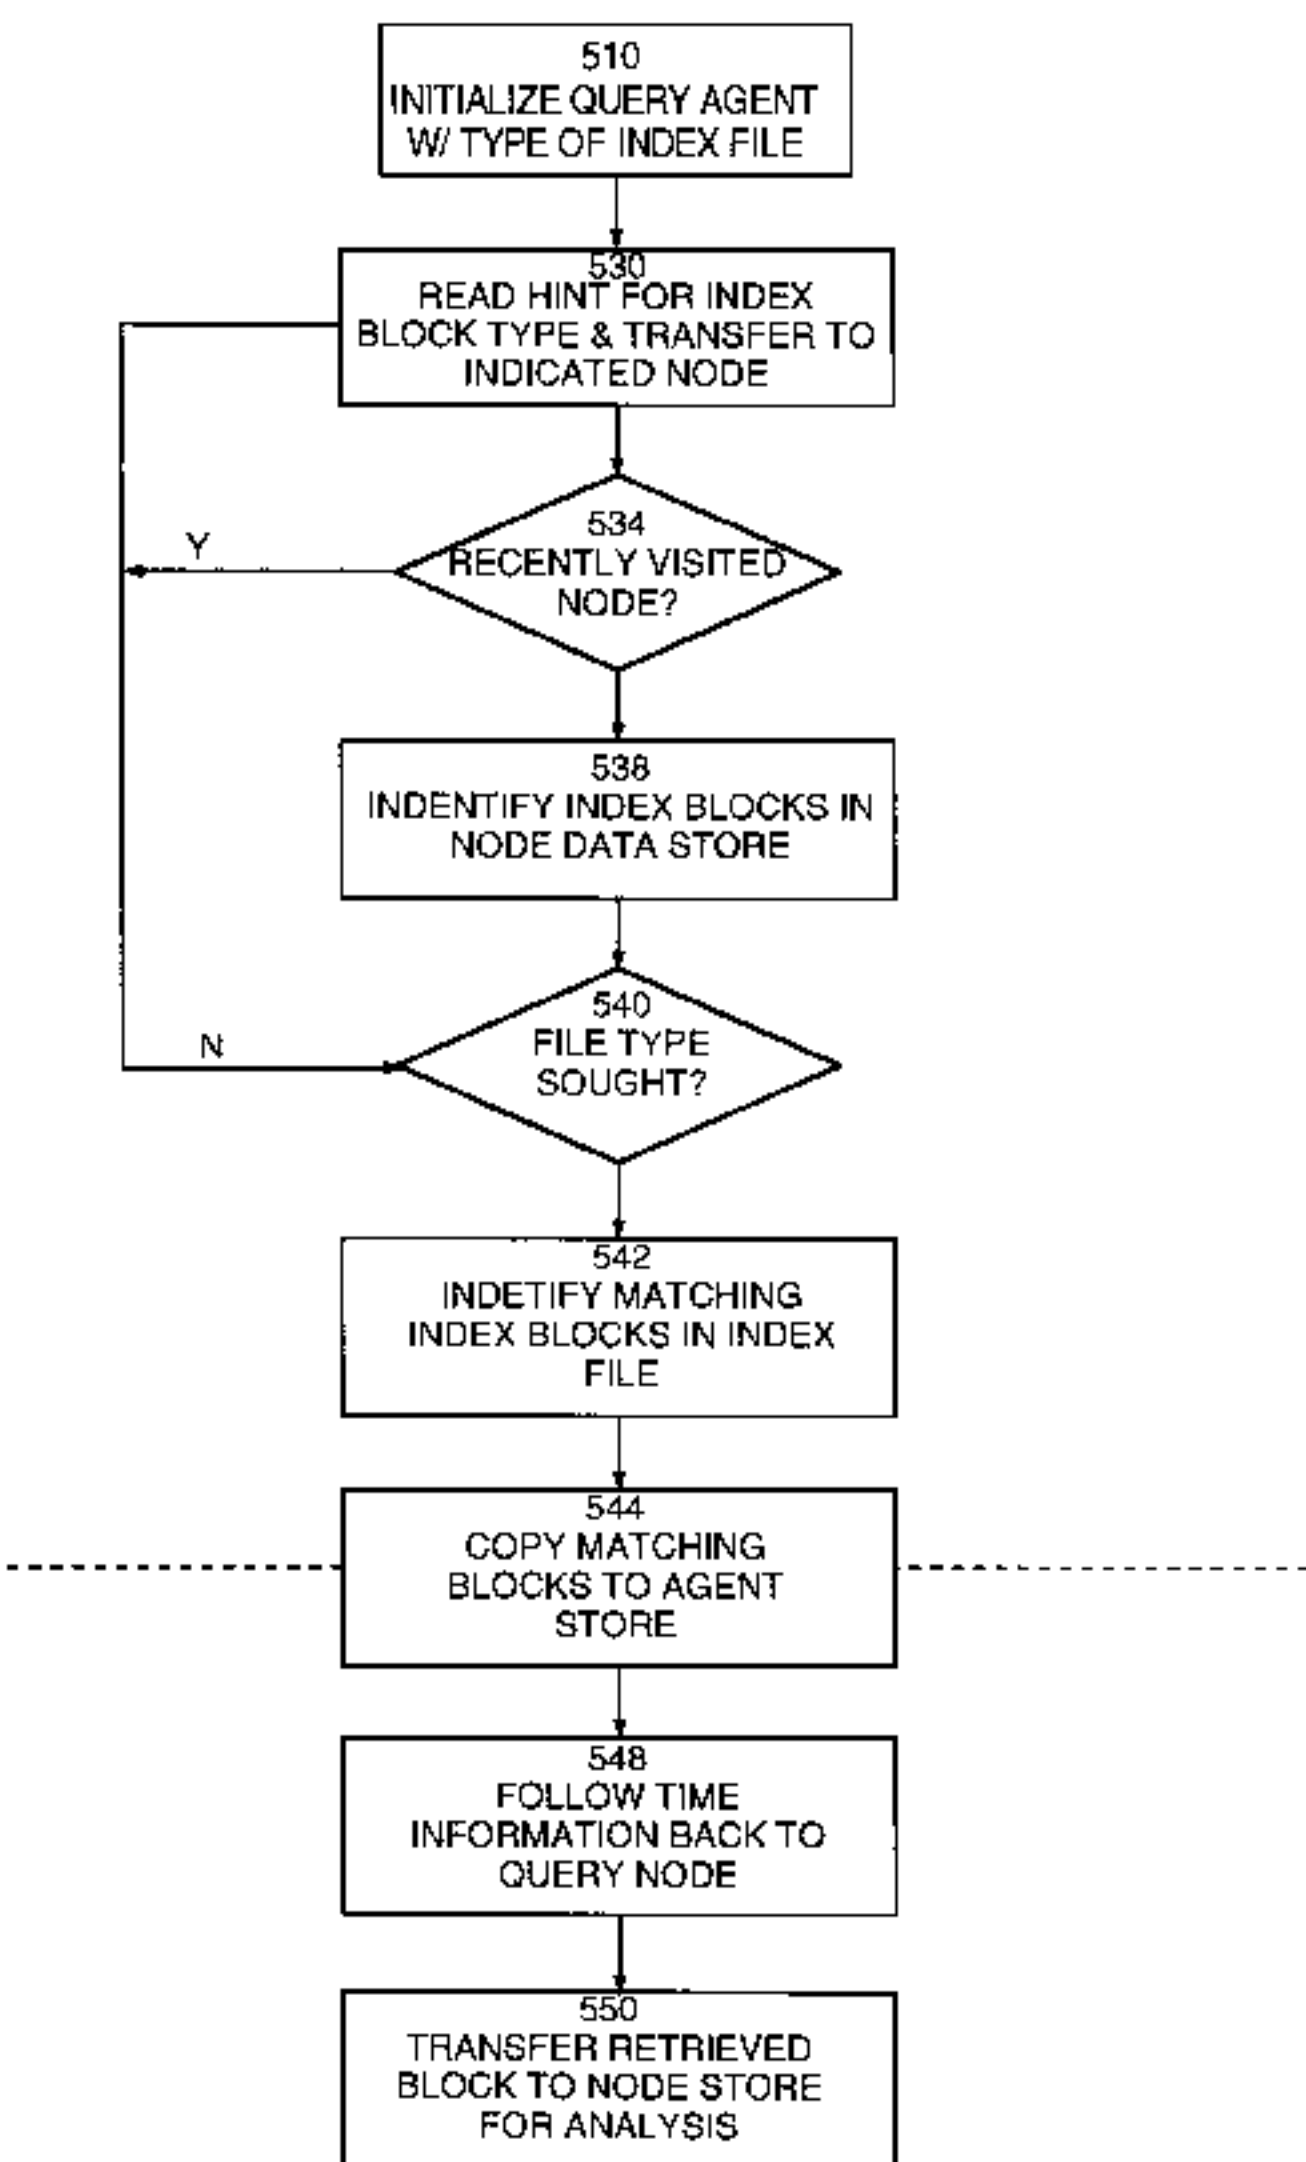 510
INITIALIZE QUERY AGENT
W/ TYPE OF INDEX FILE
530
READ HINT FOR INDEX
BLOCK TYPE & TRANSFER TO
INDICATED NODE
534
RECENTLY VISITED
NODE?
Y
538
INDENTIFY INDEX BLOCKS IN
NODE DATA STORE
540
FILE TYPE
SOUGHT?
N
542
INDETIFY MATCHING
INDEX BLOCKS IN INDEX
FILE
544
COPY MATCHING
BLOCKS TO AGENT
STORE
548
FOLLOW TIME
INFORMATION BACK TO
QUERY NODE
550
TRANSFER RETRIEVED
BLOCK TO NODE STORE
FOR ANALYSIS